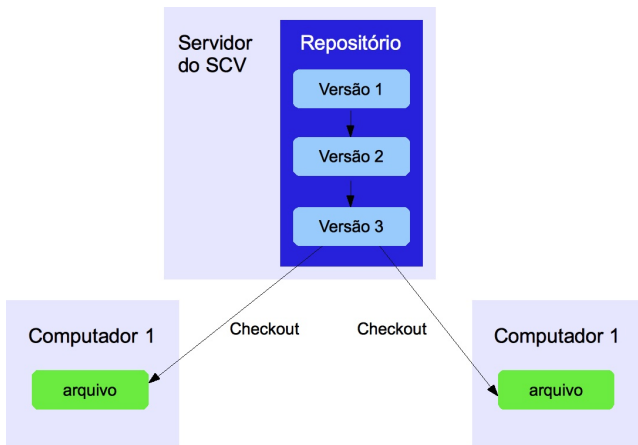 Servidor
do SCV
Repositório
Versão 1
Versão 2
Versão 3
Checkout
Checkout
Computador 1
arquivo
Computador 1
arquivo